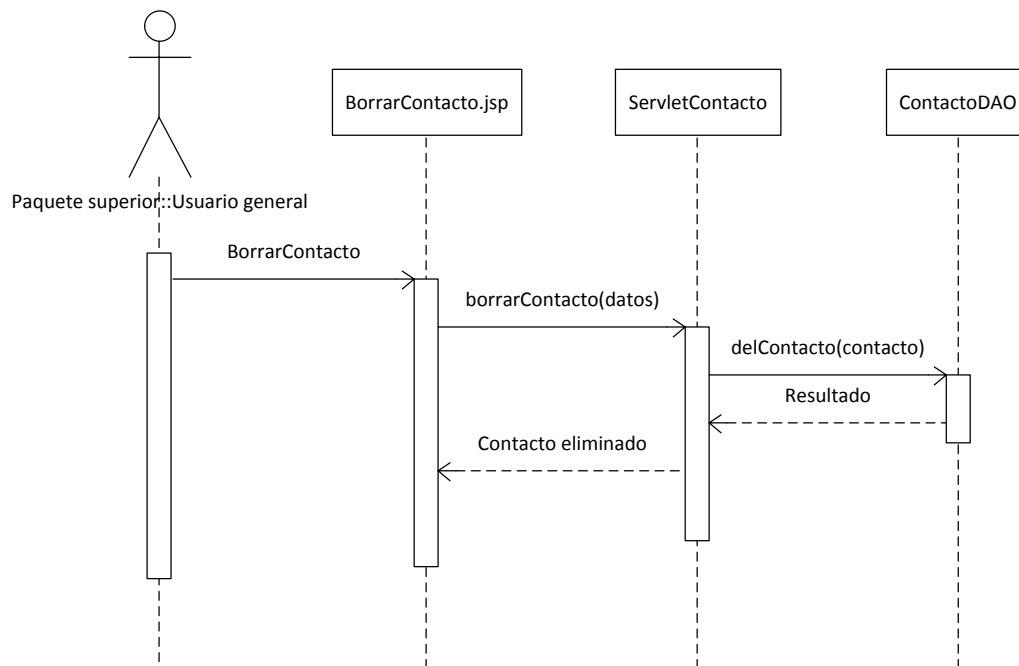 BorrarContacto.jsp
ServletContacto
ContactoDAO
Paquete superior::Usuario general
BorrarContacto
borrarContacto(datos)
delContacto(contacto)
Resultado
Contacto eliminado